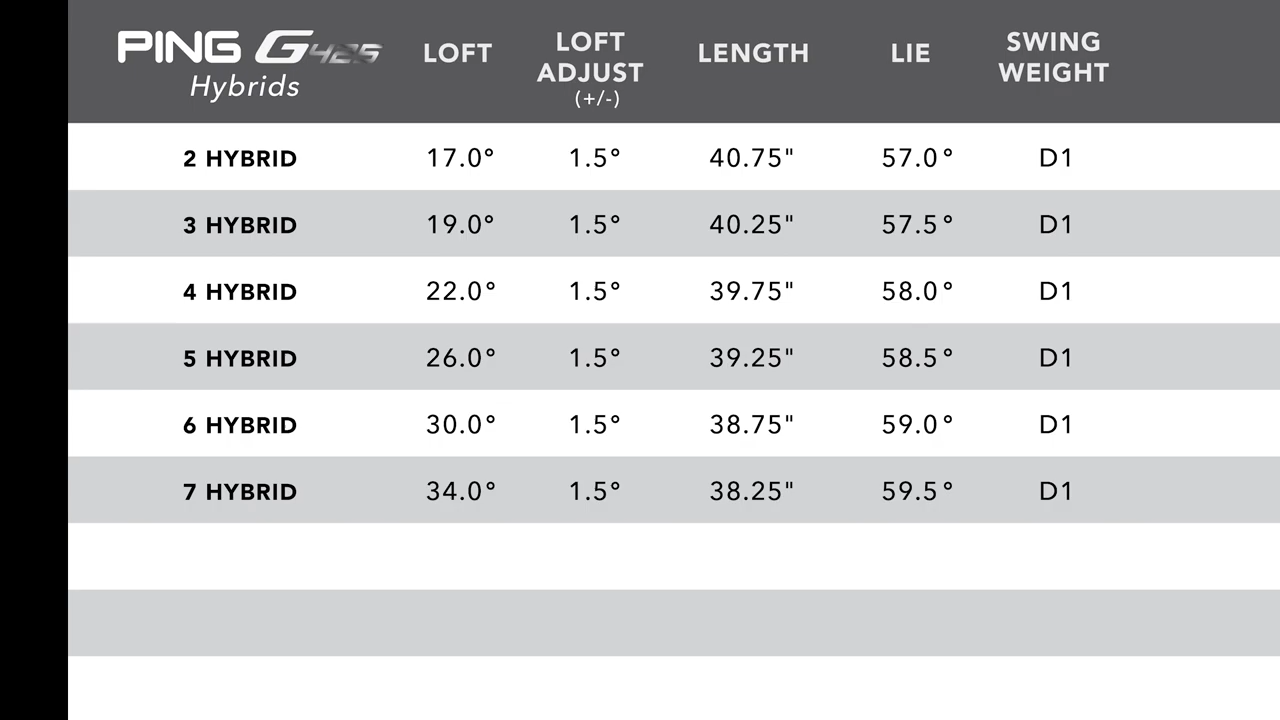 PING G425 LOFT LOFT ADJUST (+/-) LENGTH LIE SWING WEIGHT
Hybrids
2 HYBRID 17.0° 1.5° 40.75" 57.0° D1
3 HYBRID 19.0° 1.5° 40.25" 57.5° D1
4 HYBRID 22.0° 1.5° 39.75" 58.0° D1
5 HYBRID 26.0° 1.5° 39.25" 58.5° D1
6 HYBRID 30.0° 1.5° 38.75" 59.0° D1
7 HYBRID 34.0° 1.5° 38.25" 59.5° D1